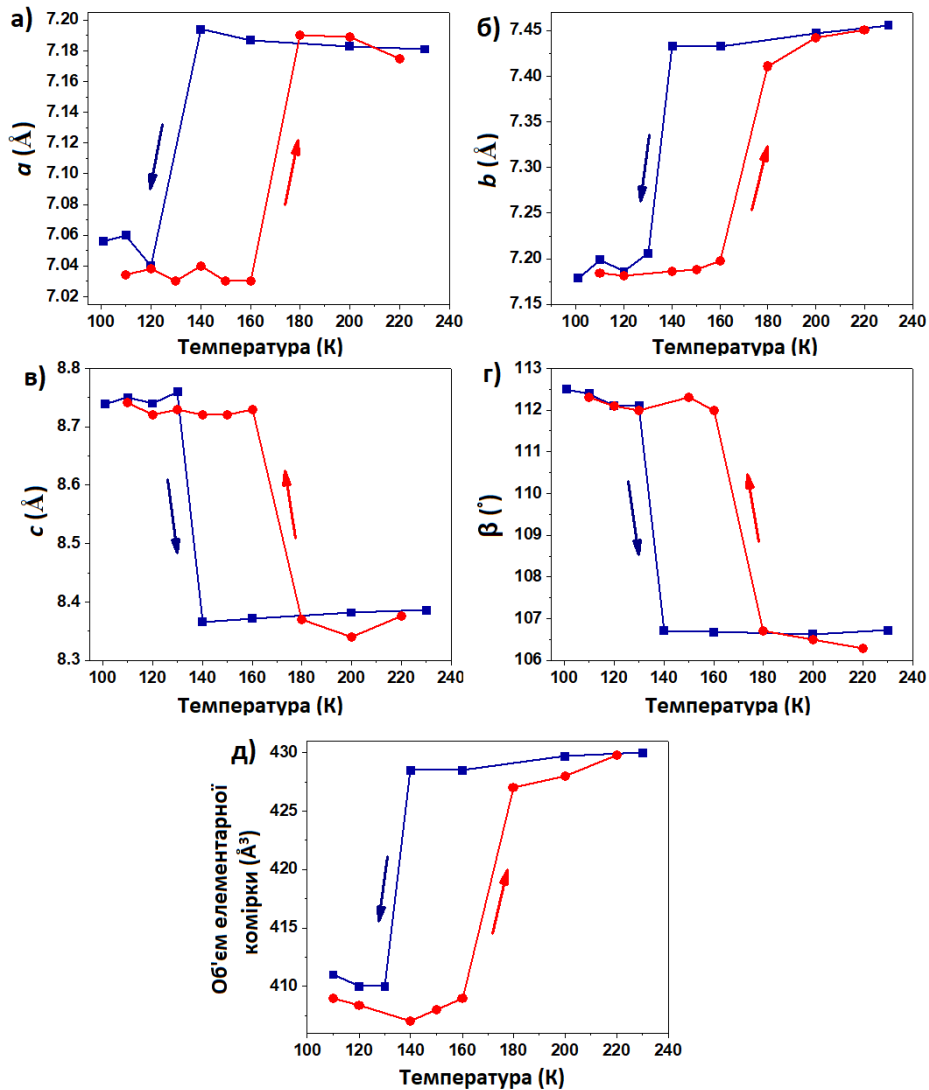 а)
7.20
7.18
7.16
7.14
7.12
7.10
7.08
7.06
7.04
7.02
a (Å)
100 120 140 160 180 200 220 240
Температура (К)
б)
7.45
7.40
7.35
7.30
7.25
7.20
7.15
b (Å)
100 120 140 160 180 200 220 240
Температура (К)
в)
8.8
8.7
8.6
8.5
8.4
8.3
c (Å)
100 120 140 160 180 200 220 240
Температура (К)
г)
113
112
111
110
109
108
107
106
β (°)
100 120 140 160 180 200 220 240
Температура (К)
д)
430
425
420
415
410
Об'єм елементарної
комірки (Å³)
100 120 140 160 180 200 220 240
Температура (К)